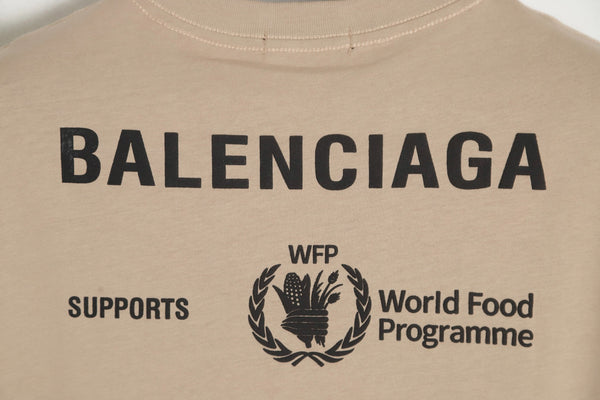 BALENCIAGA
WFP
SUPPORTS
World Food
Programme